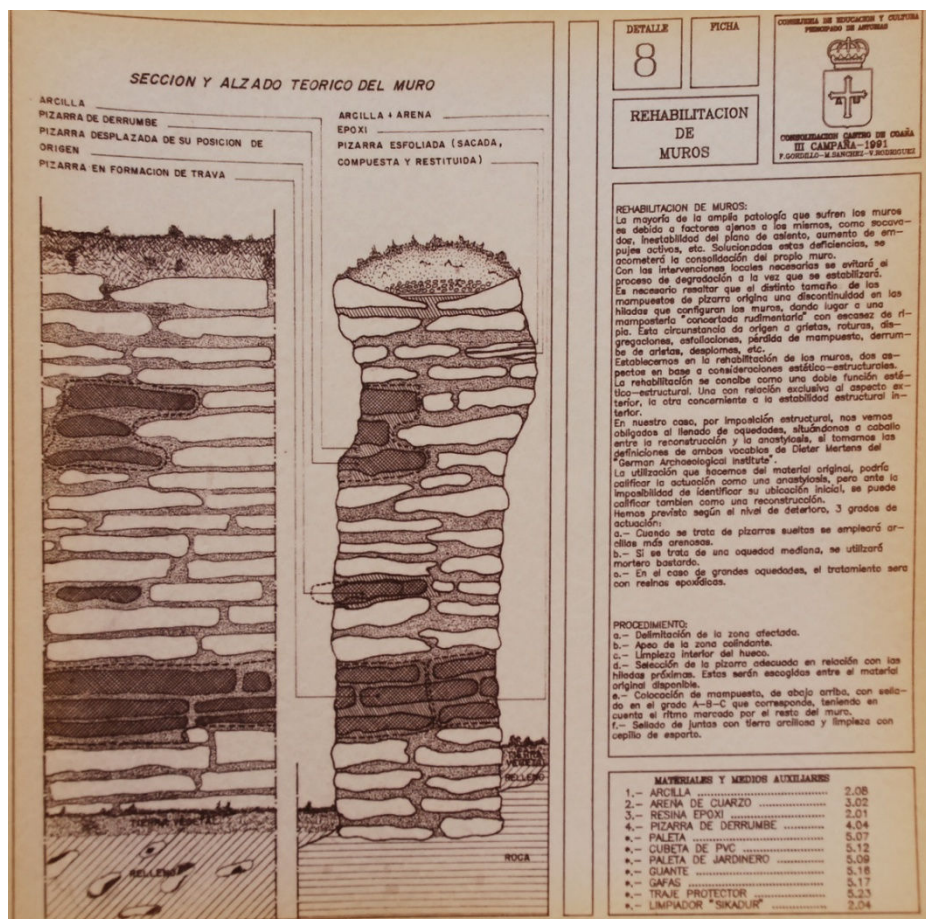 SECCION Y ALZADO TEORICO DEL MURO
ARCILLA
PIZARRA DE DERRUMBE
PIZARRA DESPLAZADA DE SU POSICION DE
ORIGEN
PIZARRA EN FORMACION DE TRAVA
ARCILLA + ARENA
EPOXI
PIZARRA ESFOLIADA (SACADA,
COMPUESTA Y RESTITUIDA)
TIERRA VEGETAL
RELLENO
TIERRA
VEGETAL
RELLENO
ROCA
DETALLE
8
FICHA
REHABILITACION
DE
MUROS
CONSEJERIA DE EDUCACION Y CULTURA
PRINCIPADO DE ASTURIAS
CONSOLIDACION CASTRO DE COAÑA
III CAMPAÑA-1991
P.GORDILLO-M.SANCHEZ-V.RODRIGUEZ
REHABILITACION DE MUROS:
La mayoría de la amplia patología que sufren los muros
es debida a factores ajenos a los mismos, como socava-
dos, inestabilidad del plano de asiento, aumento de em-
pujes activos, etc. Solucionadas estas deficiencias, se
acometerá la consolidación del propio muro.
Con las intervenciones locales necesarias se evitará el
proceso de degradación a la vez que se estabilizará.
Es necesario resaltar que el distinto tamaño de los
mampuestos de pizarra origina una discontinuidad en las
hiladas que configuran los muros, dando lugar a una
mampostería "concertada rudimentaria" con escasez de ri-
pio. Esta circunstancia da origen a grietas, roturas, dis-
gregaciones, esfoliaciones, pérdida de mampuesto, derrum-
be de aristas, desplomes, etc.
Establecemos en la rehabilitación de los muros, dos as-
pectos en base a consideraciones estético-estructurales.
La rehabilitación se concibe como una doble función esté-
tico-estructural. Una con relación exclusiva al aspecto ex-
terior, la otra concerniente a la estabilidad estructural in-
terior.
En nuestro caso, por imposición estructural, nos vemos
obligados al llenado de oquedades, situándonos a caballo
entre la reconstrucción y la anastylosis, si tomamos las
definiciones de ambos vocablos de Dieter Mertens del
"German Archaeological Institute".
La utilización que hacemos del material original, podría
calificar la actuación como una anastylosis, pero ante la
imposibilidad de identificar su ubicación inicial, se puede
calificar tambien como una reconstrucción.
Hemos previsto según el nivel de deterioro, 3 grados de
actuación:
a.- Cuando se trata de pizarras sueltas se empleará ar-
cillas más arenosas.
b.- Si se trata de una oquedad mediana, se utilizará
mortero bastardo.
c.- En el caso de grandes oquedades, el tratamiento sera
con resinas epoxídicas.
PROCEDIMIENTO:
a.- Delimitación de la zona afectada.
b.- Apeo de la zona colindante.
c.- Limpieza interior del hueco.
d.- Selección de la pizarra adecuada en relación con las
hiladas próximas. Estas serán escogidas entre el material
original disponible.
e.- Colocación de mampuesto, de abajo arriba, con sella-
do en el grado A-B-C que corresponda, teniendo en
cuenta el ritmo marcado por el resto del muro.
f.- Sellado de juntas con tierra arcillosa y limpieza con
cepillo de esparto.
MATERIALES Y MEDIOS AUXILIARES
1.- ARCILLA ........................ 2.08
2.- ARENA DE CUARZO ............ 3.02
3.- RESINA EPOXI ................. 2.01
4.- PIZARRA DE DERRUMBE ...... 4.04
*.- PALETA .......................... 5.07
*.- CUBETA DE PVC ............... 5.12
*.- PALETA DE JARDINERO ....... 5.09
*.- GUANTE ......................... 5.16
*.- GAFAS ........................... 5.17
*.- TRAJE PROTECTOR ............ 5.23
*.- LIMPIADOR "SIKADUR" ........ 2.04